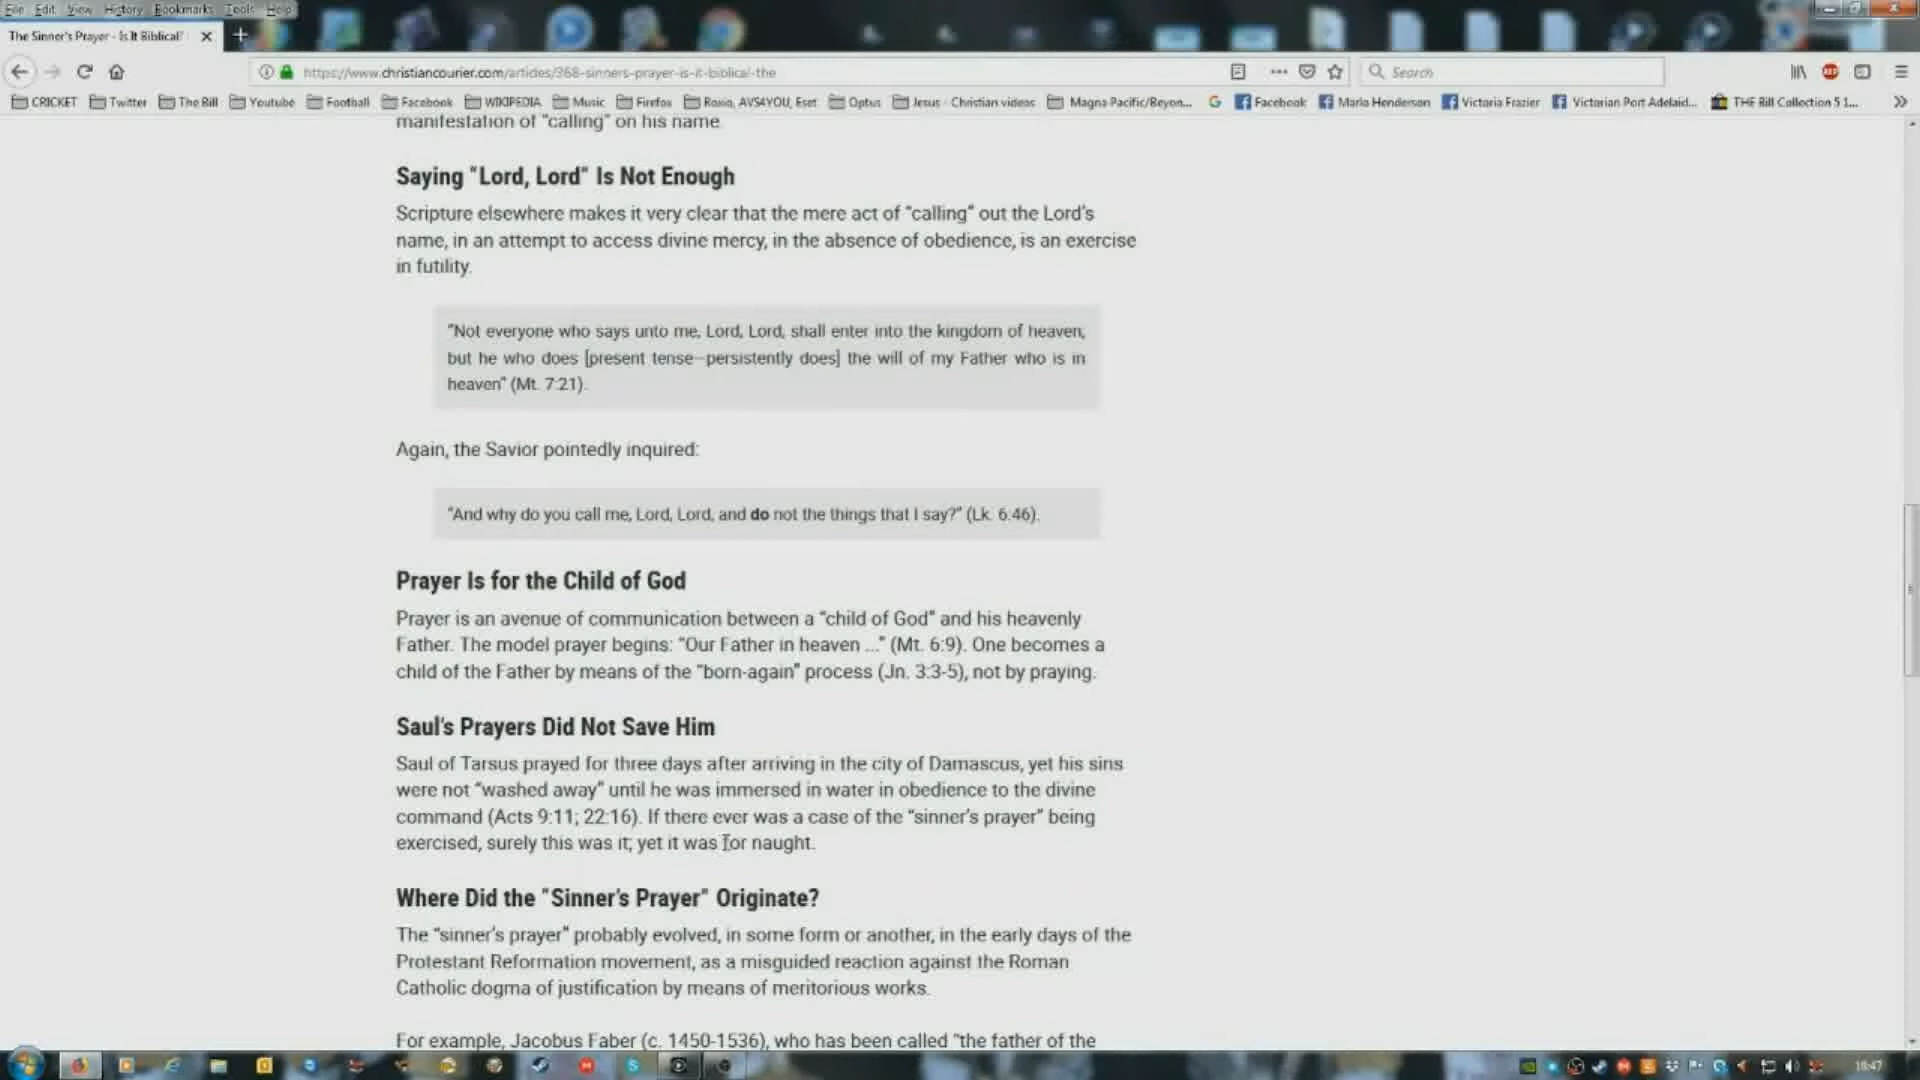 File Edit View History Bookmarks Tools Help
The Sinner's Prayer - Is It Biblical?
https://www.christiancourier.com/articles/368-sinners-prayer-is-it-biblical-the
Search
CRICKET Twitter The Bill Youtube Football Facebook WIKIPEDIA Music Firefox Roxio, AVS4YOU, Eset Optus Jesus - Christian videos Magna Pacific/Beyon... Facebook Marla Henderson Victoria Frazier Victorian Port Adelaid... THE Bill Collection 5 1...
manifestation of “calling” on his name.
Saying “Lord, Lord” Is Not Enough
Scripture elsewhere makes it very clear that the mere act of “calling” out the Lord’s
name, in an attempt to access divine mercy, in the absence of obedience, is an exercise
in futility.
“Not everyone who says unto me, Lord, Lord, shall enter into the kingdom of heaven;
but he who does [present tense—persistently does] the will of my Father who is in
heaven” (Mt. 7:21).
Again, the Savior pointedly inquired:
“And why do you call me, Lord, Lord, and do not the things that I say?” (Lk. 6:46).
Prayer Is for the Child of God
Prayer is an avenue of communication between a “child of God” and his heavenly
Father. The model prayer begins: “Our Father in heaven ...” (Mt. 6:9). One becomes a
child of the Father by means of the “born-again” process (Jn. 3:3-5), not by praying.
Saul’s Prayers Did Not Save Him
Saul of Tarsus prayed for three days after arriving in the city of Damascus, yet his sins
were not “washed away” until he was immersed in water in obedience to the divine
command (Acts 9:11; 22:16). If there ever was a case of the “sinner’s prayer” being
exercised, surely this was it; yet it was for naught.
Where Did the “Sinner’s Prayer” Originate?
The “sinner’s prayer” probably evolved, in some form or another, in the early days of the
Protestant Reformation movement, as a misguided reaction against the Roman
Catholic dogma of justification by means of meritorious works.
For example, Jacobus Faber (c. 1450-1536), who has been called “the father of the
18:47